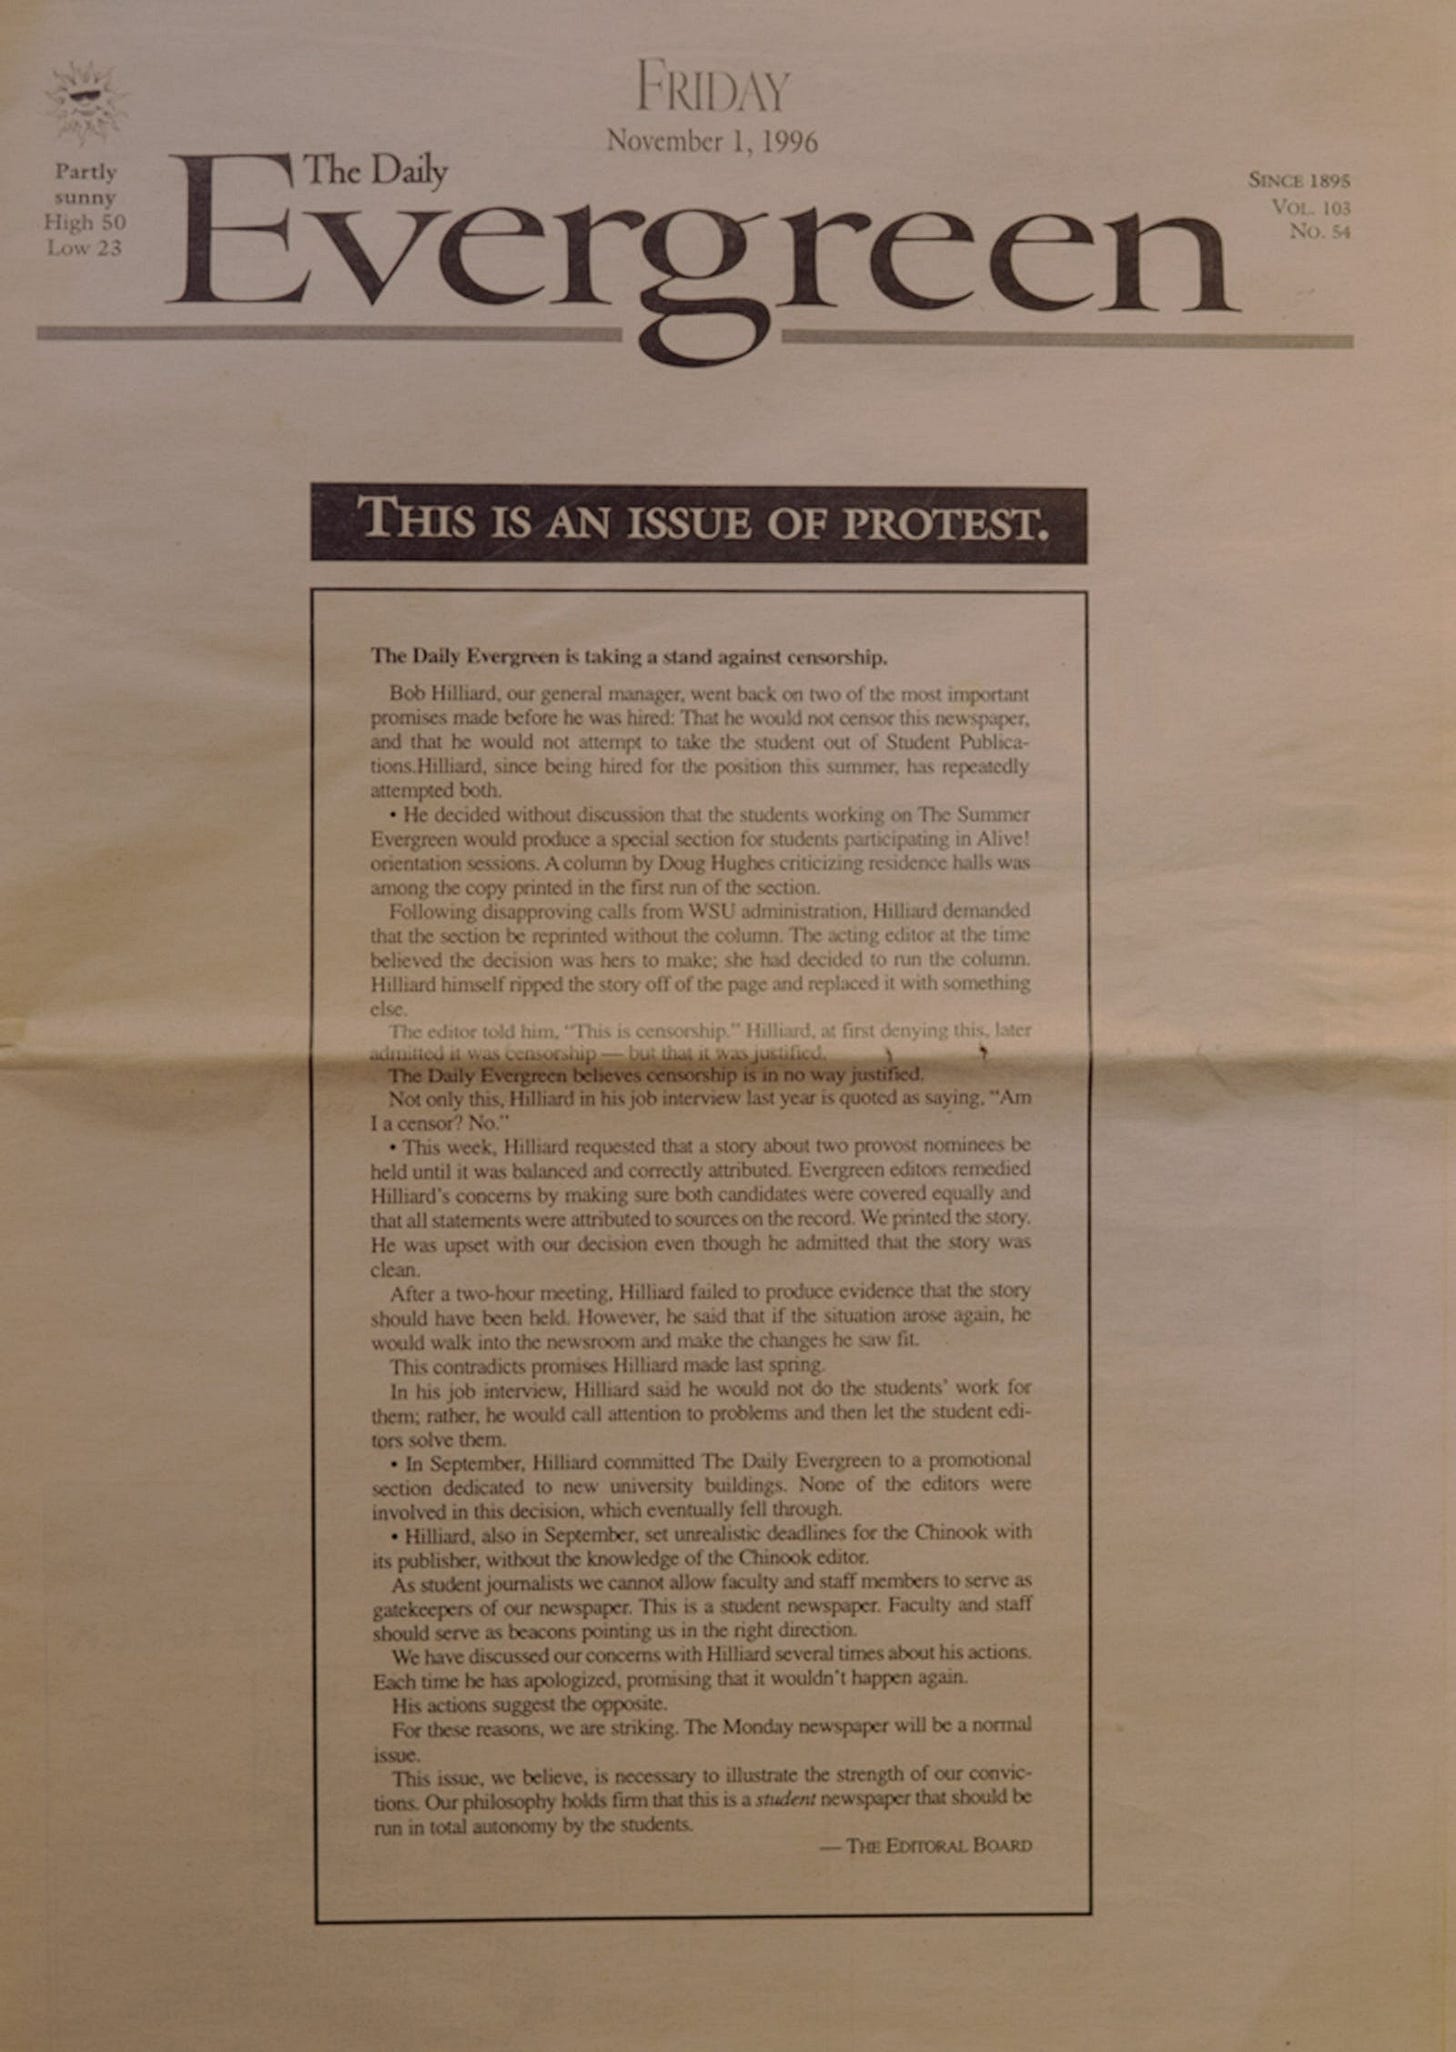 FRIDAY
November 1, 1996
Partly
sunny
High 50
Low 23
The Daily
Evergreen
SINCE 1895
VOL. 103
NO. 54
THIS IS AN ISSUE OF PROTEST.
The Daily Evergreen is taking a stand against censorship.
Bob Hilliard, our general manager, went back on two of the most important
promises made before he was hired: That he would not censor this newspaper,
and that he would not attempt to take the student out of Student Publica-
tions.Hilliard, since being hired for the position this summer, has repeatedly
attempted both.
• He decided without discussion that the students working on The Summer
Evergreen would produce a special section for students participating in Alive!
orientation sessions. A column by Doug Hughes criticizing residence halls was
among the copy printed in the first run of the section.
Following disapproving calls from WSU administration, Hilliard demanded
that the section be reprinted without the column. The acting editor at the time
believed the decision was hers to make; she had decided to run the column.
Hilliard himself ripped the story off of the page and replaced it with something
else.
The editor told him, "This is censorship." Hilliard, at first denying this, later
admitted it was censorship — but that it was justified.
The Daily Evergreen believes censorship is in no way justified.
Not only this, Hilliard in his job interview last year is quoted as saying, "Am
I a censor? No."
• This week, Hilliard requested that a story about two provost nominees be
held until it was balanced and correctly attributed. Evergreen editors remedied
Hilliard's concerns by making sure both candidates were covered equally and
that all statements were attributed to sources on the record. We printed the story.
He was upset with our decision even though he admitted that the story was
clean.
After a two-hour meeting, Hilliard failed to produce evidence that the story
should have been held. However, he said that if the situation arose again, he
would walk into the newsroom and make the changes he saw fit.
This contradicts promises Hilliard made last spring.
In his job interview, Hilliard said he would not do the students' work for
them; rather, he would call attention to problems and then let the student edi-
tors solve them.
• In September, Hilliard committed The Daily Evergreen to a promotional
section dedicated to new university buildings. None of the editors were
involved in this decision, which eventually fell through.
• Hilliard, also in September, set unrealistic deadlines for the Chinook with
its publisher, without the knowledge of the Chinook editor.
As student journalists we cannot allow faculty and staff members to serve as
gatekeepers of our newspaper. This is a student newspaper. Faculty and staff
should serve as beacons pointing us in the right direction.
We have discussed our concerns with Hilliard several times about his actions.
Each time he has apologized, promising that it wouldn't happen again.
His actions suggest the opposite.
For these reasons, we are striking. The Monday newspaper will be a normal
issue.
This issue, we believe, is necessary to illustrate the strength of our convic-
tions. Our philosophy holds firm that this is a student newspaper that should be
run in total autonomy by the students.
— THE EDITORAL BOARD